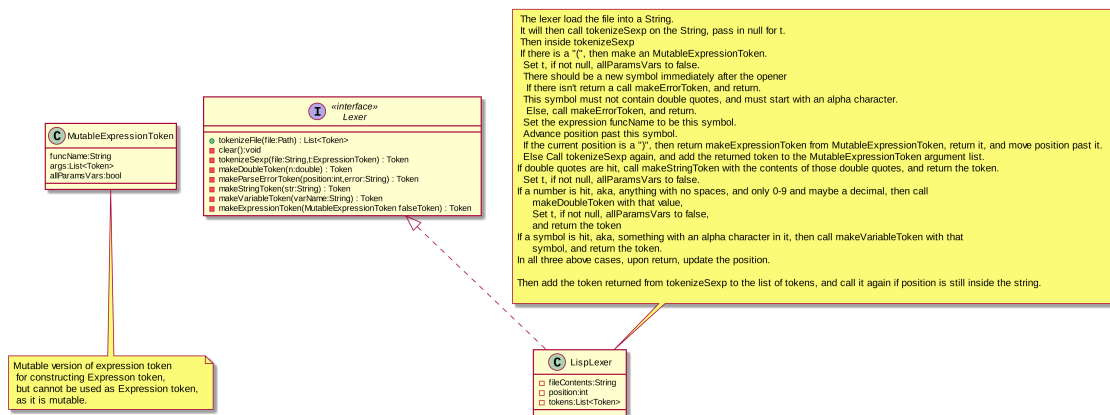 C MutableExpressionToken
funcName:String
args:List<Token>
allParamsVars:bool
Mutable version of expression token
for constructing Expresson token,
but cannot be used as Expression token,
as it is mutable.
I «interface»
Lexer
tokenizeFile(file:Path) : List<Token>
clear():void
tokenizeSexp(file:String,t:ExpressionToken) : Token
makeDoubleToken(n:double) : Token
makeParseErrorToken(position:int,error:String) : Token
makeStringToken(str:String) : Token
makeVariableToken(varName:String) : Token
makeExpressionToken(MutableExpressionToken falseToken) : Token
The lexer load the file into a String.
It will then call tokenizeSexp on the String, pass in null for t.
Then inside tokenizeSexp
If there is a "(", then make an MutableExpressionToken.
Set t, if not null, allParamsVars to false.
There should be a new symbol immediately after the opener
If there isn't return a call makeErrorToken, and return.
This symbol must not contain double quotes, and must start with an alpha character.
Else, call makeErrorToken, and return.
Set the expression funcName to be this symbol.
Advance position past this symbol.
If the current position is a ")", then return makeExpressionToken from MutableExpressionToken, return it, and move position past it.
Else Call tokenizeSexp again, and add the returned token to the MutableExpressionToken argument list.
If double quotes are hit, call makeStringToken with the contents of those double quotes, and return the token.
Set t, if not null, allParamsVars to false.
If a number is hit, aka, anything with no spaces, and only 0-9 and maybe a decimal, then call
makeDoubleToken with that value,
Set t, if not null, allParamsVars to false,
and return the token
If a symbol is hit, aka, something with an alpha character in it, then call makeVariableToken with that
symbol, and return the token.
In all three above cases, upon return, update the position.
Then add the token returned from tokenizeSexp to the list of tokens, and call it again if position is still inside the string.
C LispLexer
fileContents:String
position:int
tokens:List<Token>